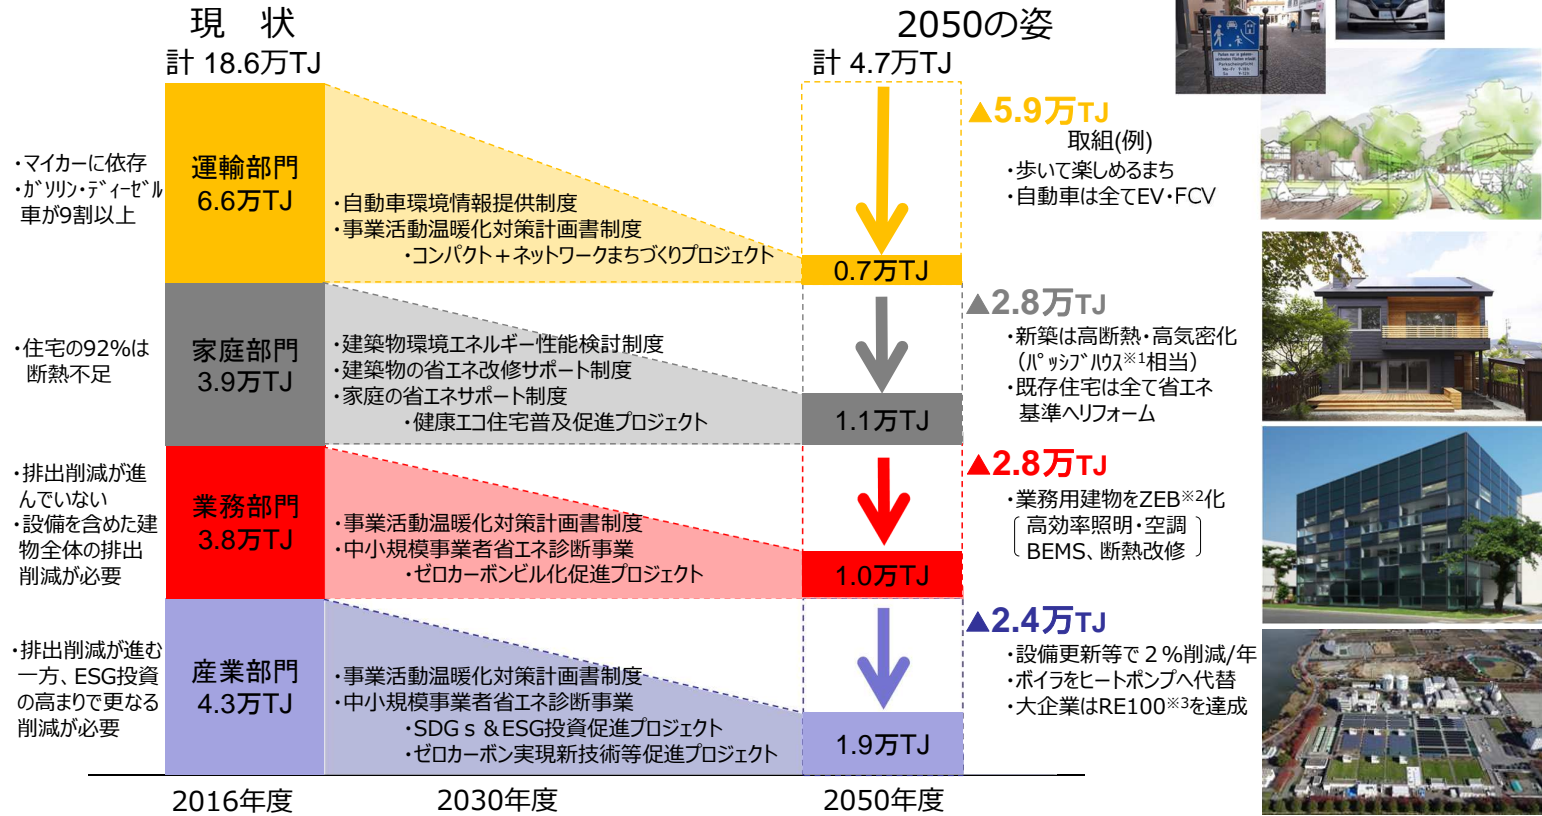 現 状
計 18.6万TJ
2050の姿
計 4.7万TJ
・マイカーに依存
・ガソリン・ディーゼル
車が9割以上
運輸部門
6.6万TJ
・自動車環境情報提供制度
・事業活動温暖化対策計画書制度
・コンパクト＋ネットワークまちづくりプロジェクト
0.7万TJ
▲5.9万TJ
取組(例)
・歩いて楽しめるまち
・自動車は全てEV・FCV
・住宅の92%は
断熱不足
家庭部門
3.9万TJ
・建築物環境エネルギー性能検討制度
・建築物の省エネ改修サポート制度
・家庭の省エネサポート制度
・健康エコ住宅普及促進プロジェクト
1.1万TJ
▲2.8万TJ
・新築は高断熱・高気密化
（パッシブハウス※1相当）
・既存住宅は全て省エネ
基準へリフォーム
・排出削減が進
んでいない
・設備を含めた建
物全体の排出
削減が必要
業務部門
3.8万TJ
・事業活動温暖化対策計画書制度
・中小規模事業者省エネ診断事業
・ゼロカーボンビル化促進プロジェクト
1.0万TJ
▲2.8万TJ
・業務用建物をZEB※2化
高効率照明・空調
BEMS、断熱改修
・排出削減が進む
一方、ESG投資
の高まりで更なる
削減が必要
産業部門
4.3万TJ
・事業活動温暖化対策計画書制度
・中小規模事業者省エネ診断事業
・SDGｓ＆ESG投資促進プロジェクト
・ゼロカーボン実現新技術等促進プロジェクト
1.9万TJ
▲2.4万TJ
・設備更新等で２%削減/年
・ボイラをヒートポンプへ代替
・大企業はRE100※3を達成
2016年度
2030年度
2050年度